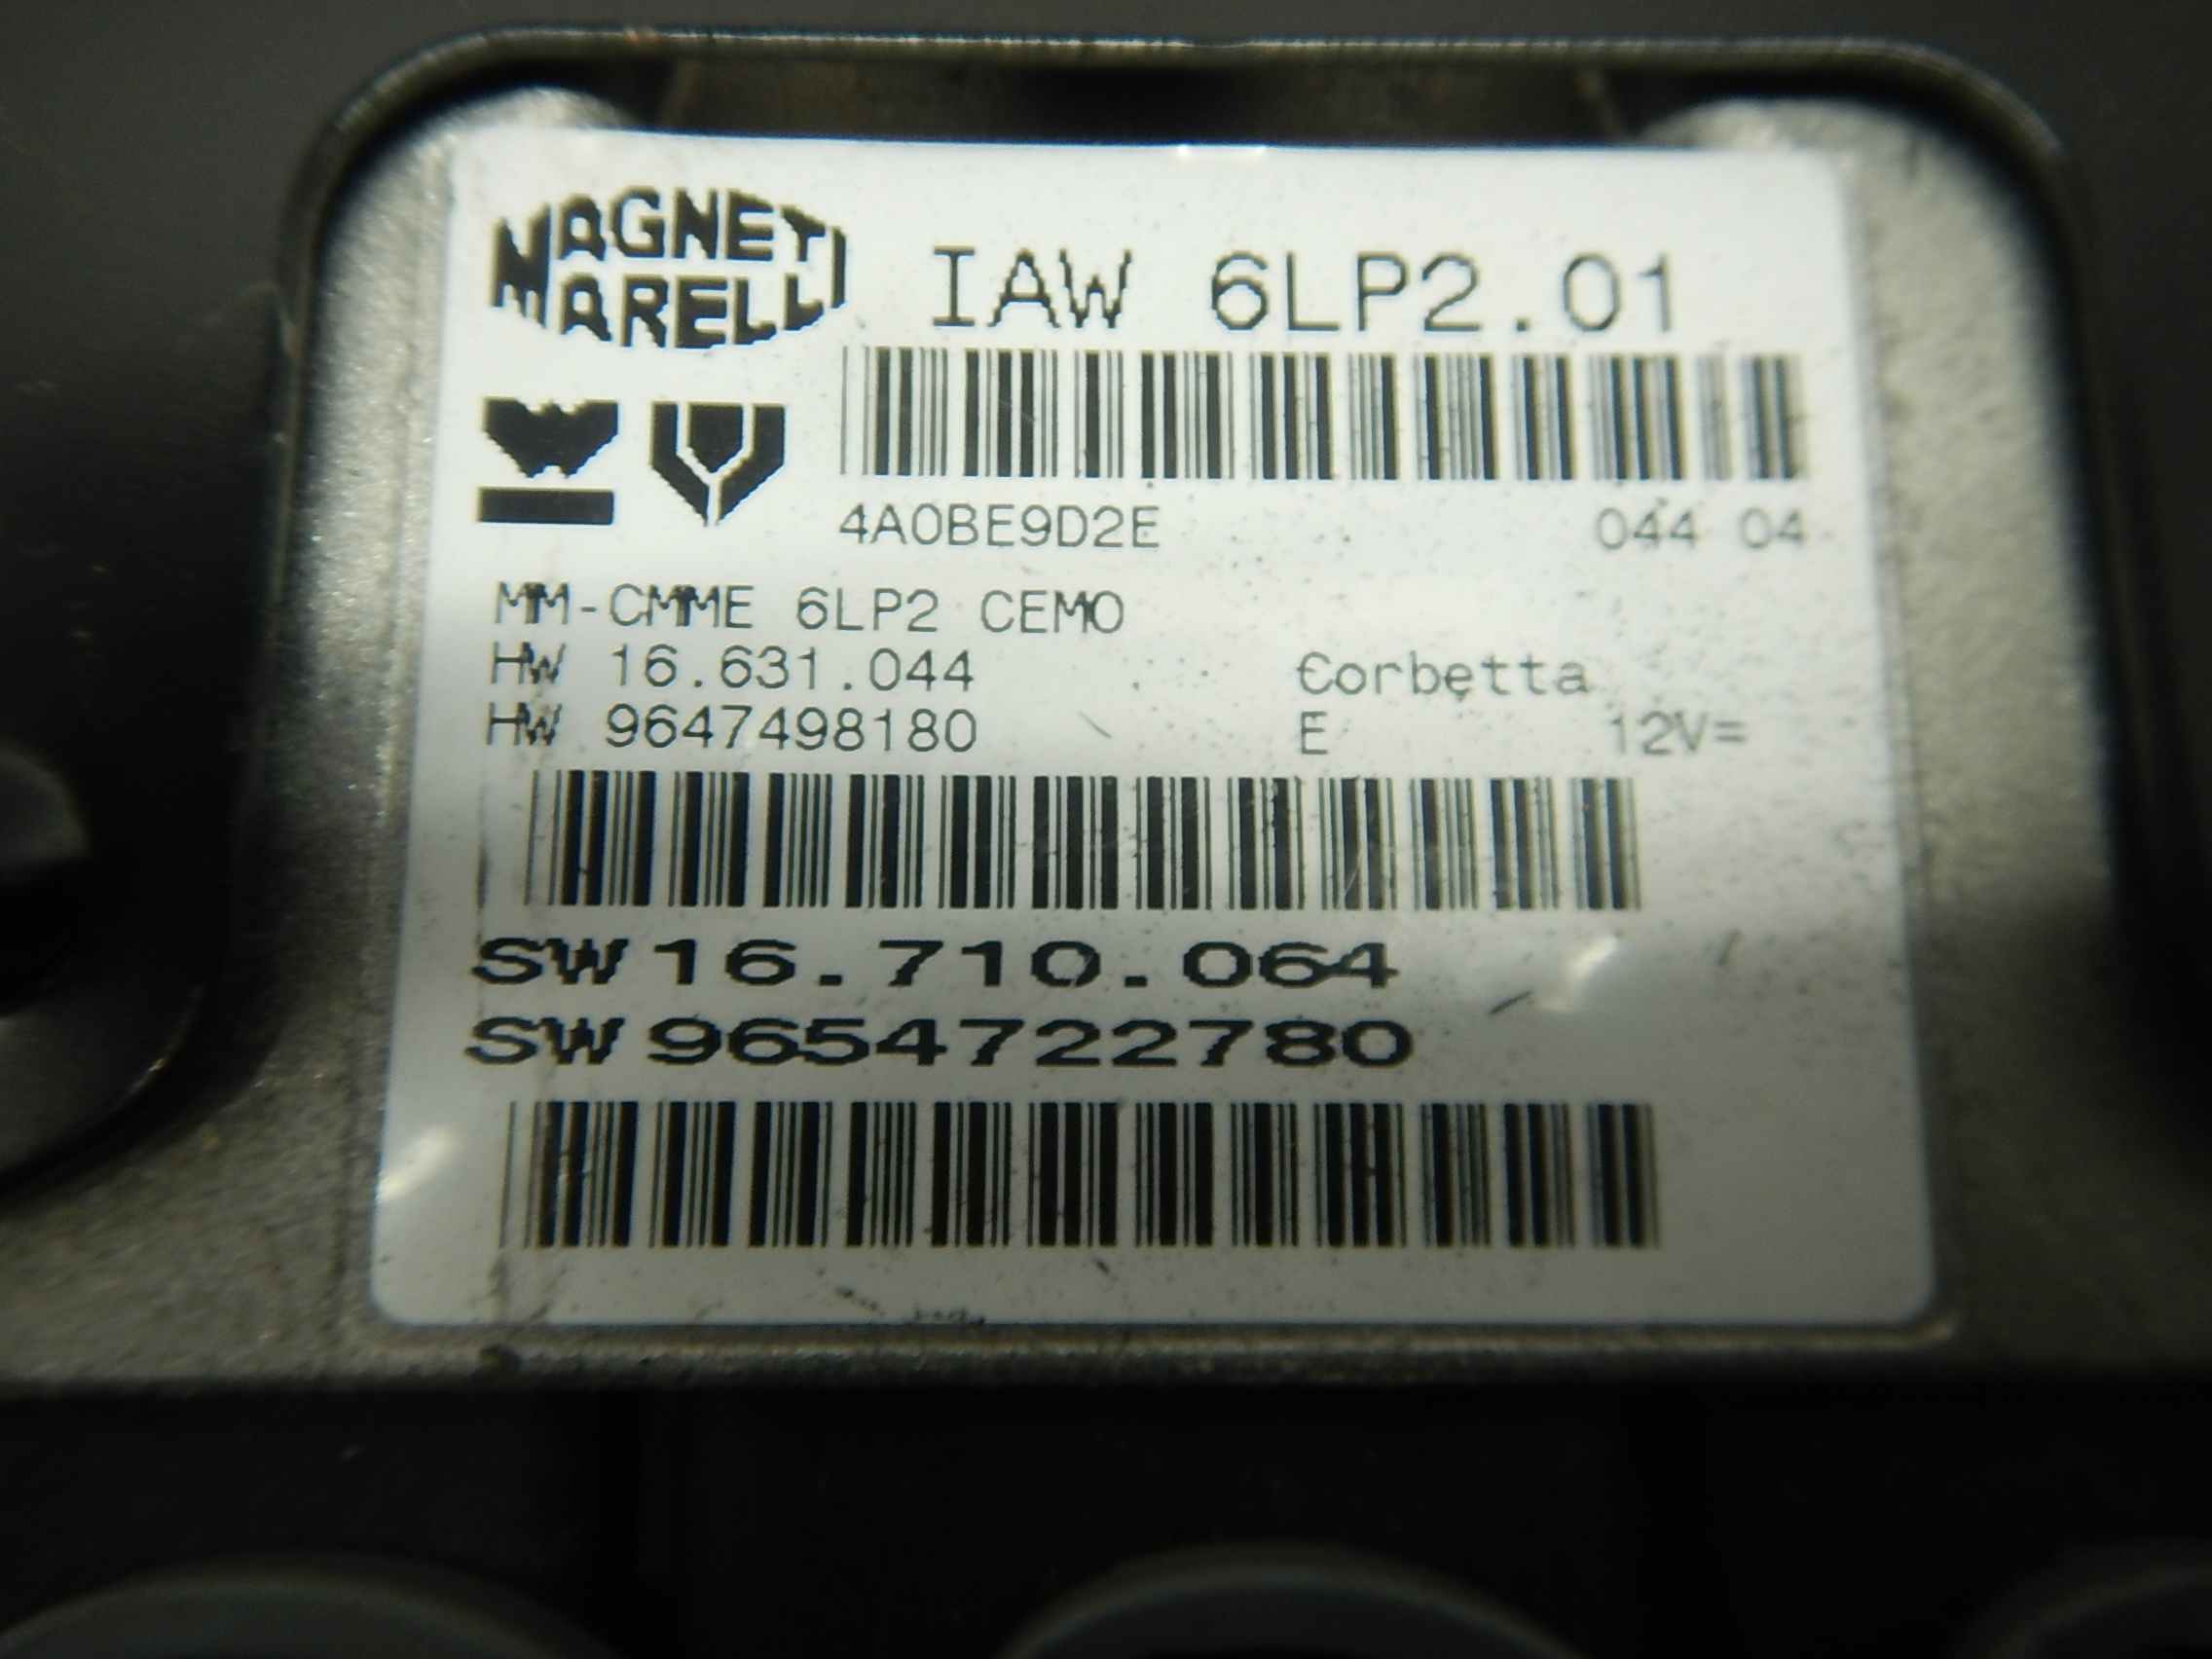 MAGNETI
MARELLI
IAW 6LP2.01
4A0BE9D2E 044 04
MM-CMME 6LP2 CEMO
HW 16.631.044 Corbetta
HW 9647498180 E 12V=
SW 16.710.064
SW 9654722780